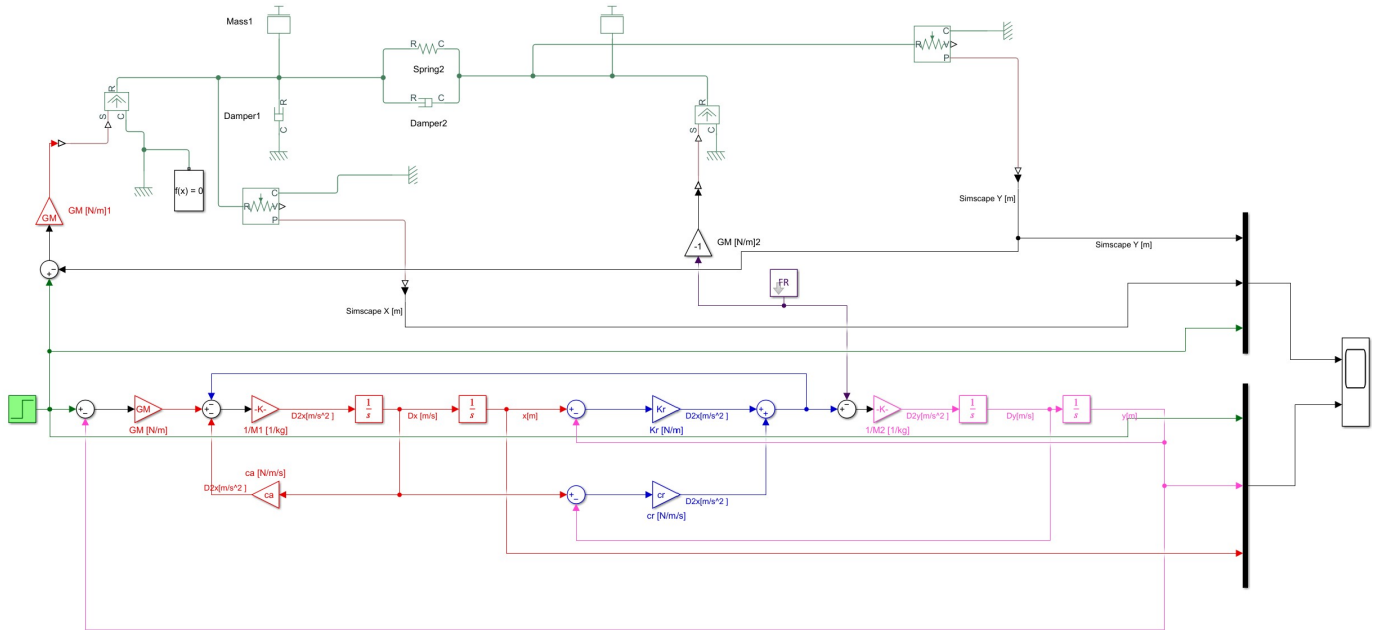 Mass1
R C
R C
Spring2
R V
P
R
R
R
S C
Damper1
R C
S C
C
Damper2
C
f(x) = 0
R V
P
GM
GM [N/m]1
Simscape Y [m]
-1
GM [N/m]2
Simscape Y [m]
FR
Simscape X [m]
GM
-K-
1
s
1
s
Kr
-K-
1
s
1
s
D2x[m/s^2 ]
Dx [m/s]
x[m]
D2x[m/s^2 ]
D2y[m/s^2 ]
Dy[m/s]
y[m]
GM [N/m]
1/M1 [1/kg]
Kr [N/m]
1/M2 [1/kg]
ca [N/m/s]
D2x[m/s^2 ]
ca
cr
D2x[m/s^2 ]
cr [N/m/s]